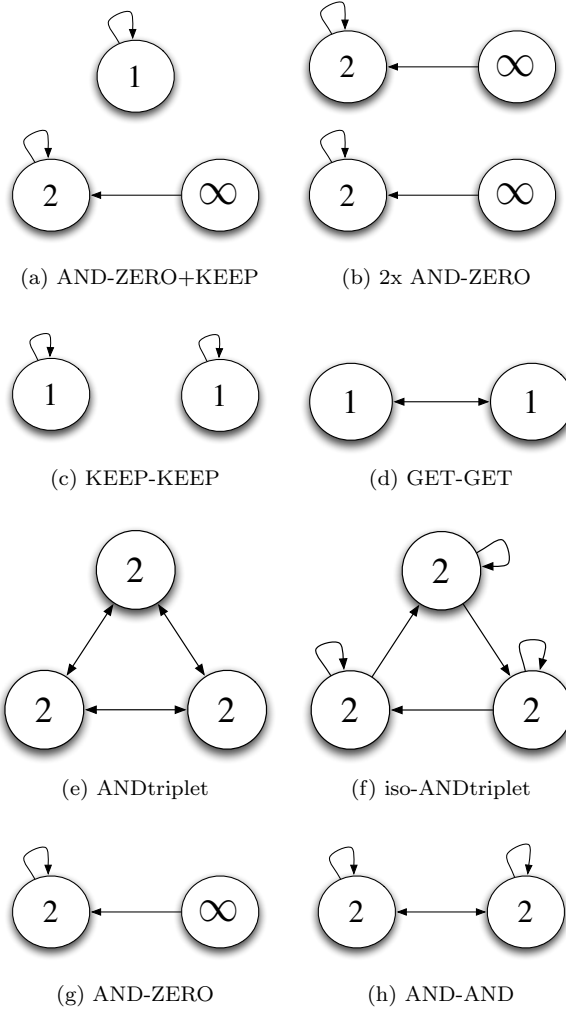 1
2 ∞
2 ∞
2 ∞
(a) AND-ZERO+KEEP
(b) 2x AND-ZERO
1 1
1 1
(c) KEEP-KEEP
(d) GET-GET
2
2 2
2
2 2
(e) ANDtriplet
(f) iso-ANDtriplet
2 ∞
2 2
(g) AND-ZERO
(h) AND-AND